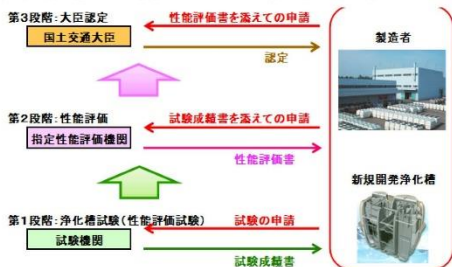 第3段階：大臣認定
性能評価書を添えての申請
国土交通大臣
認定
製造者
第2段階：性能評価
試験成績書を添えての申請
指定性能評価機関
性能評価書
新規開発浄化槽
第1段階：浄化槽試験(性能評価試験)
試験の申請
試験機関
試験成績書